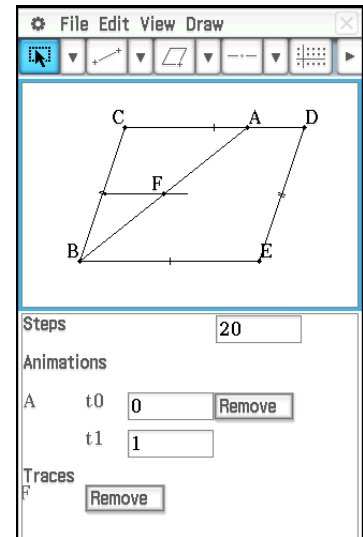 File Edit View Draw
C A D
F
B E
Steps 20
Animations
A t0 0 Remove
t1 1
Traces
F Remove